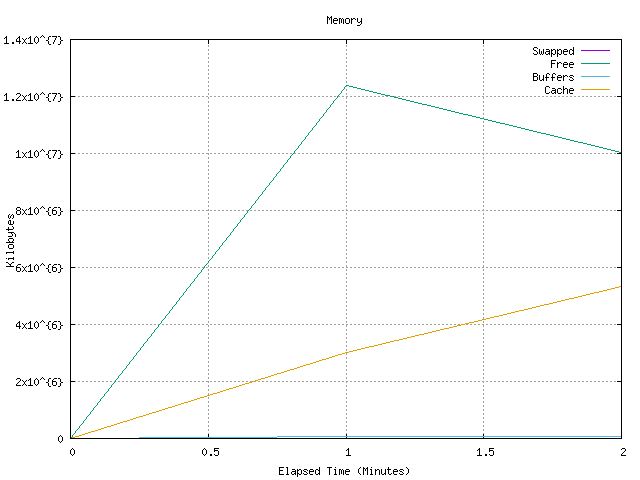 Memory
1.4x10^{7}
1.2x10^{7}
1x10^{7}
8x10^{6}
6x10^{6}
4x10^{6}
2x10^{6}
0
Kilobytes
Swapped
Free
Buffers
Cache
0 0.5 1 1.5 2
Elapsed Time (Minutes)